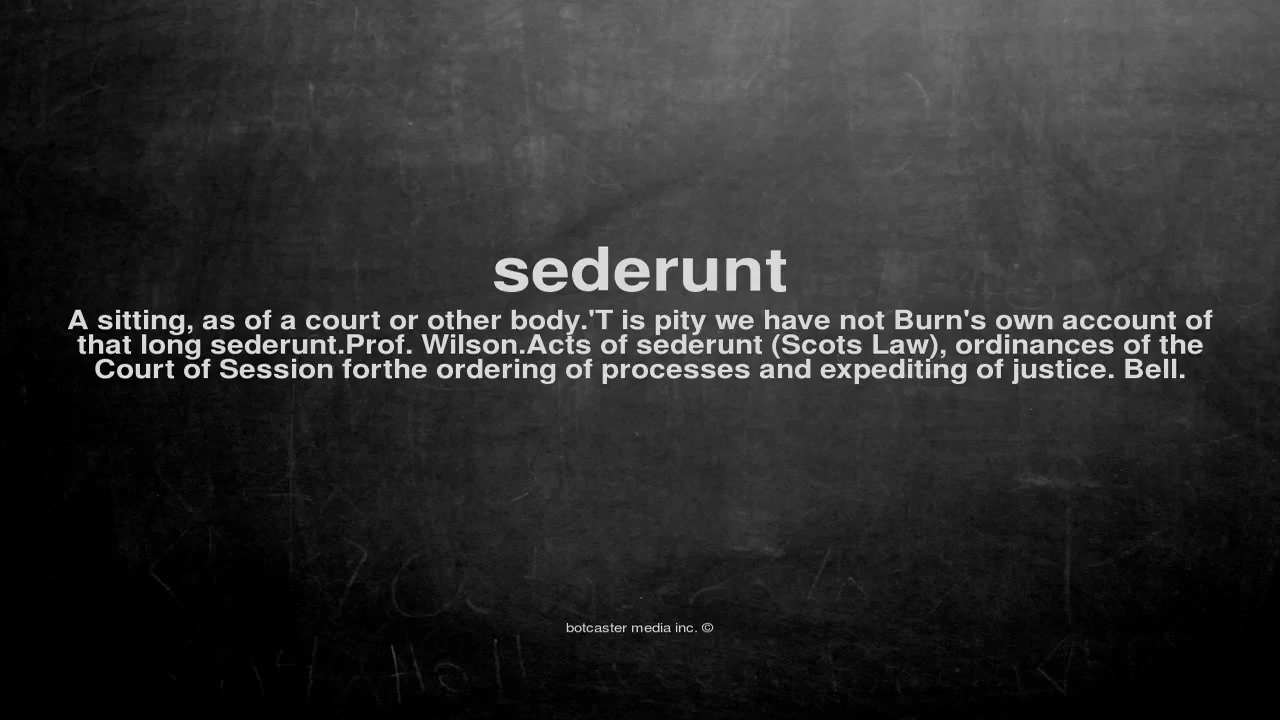 sederunt
A sitting, as of a court or other body.'T is pity we have not Burn's own account of
that long sederunt.Prof. Wilson.Acts of sederunt (Scots Law), ordinances of the
Court of Session forthe ordering of processes and expediting of justice. Bell.
botcaster media inc. ©